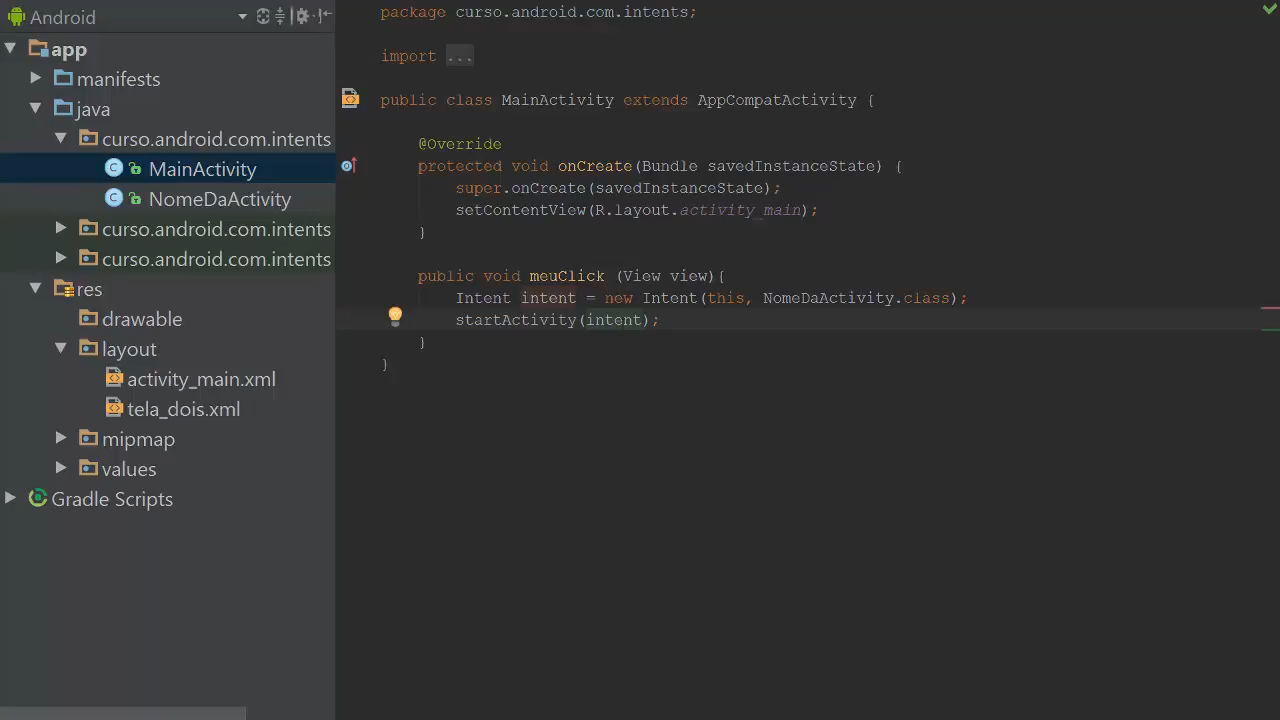 Android
app
manifests
java
curso.android.com.intents
MainActivity
NomeDaActivity
curso.android.com.intents
curso.android.com.intents
res
drawable
layout
activity_main.xml
tela_dois.xml
mipmap
values
Gradle Scripts
package curso.android.com.intents;
import ...
public class MainActivity extends AppCompatActivity {
@Override
protected void onCreate(Bundle savedInstanceState) {
super.onCreate(savedInstanceState);
setContentView(R.layout.activity_main);
}
public void meuClick (View view){
Intent intent = new Intent(this, NomeDaActivity.class);
startActivity(intent);
}
}